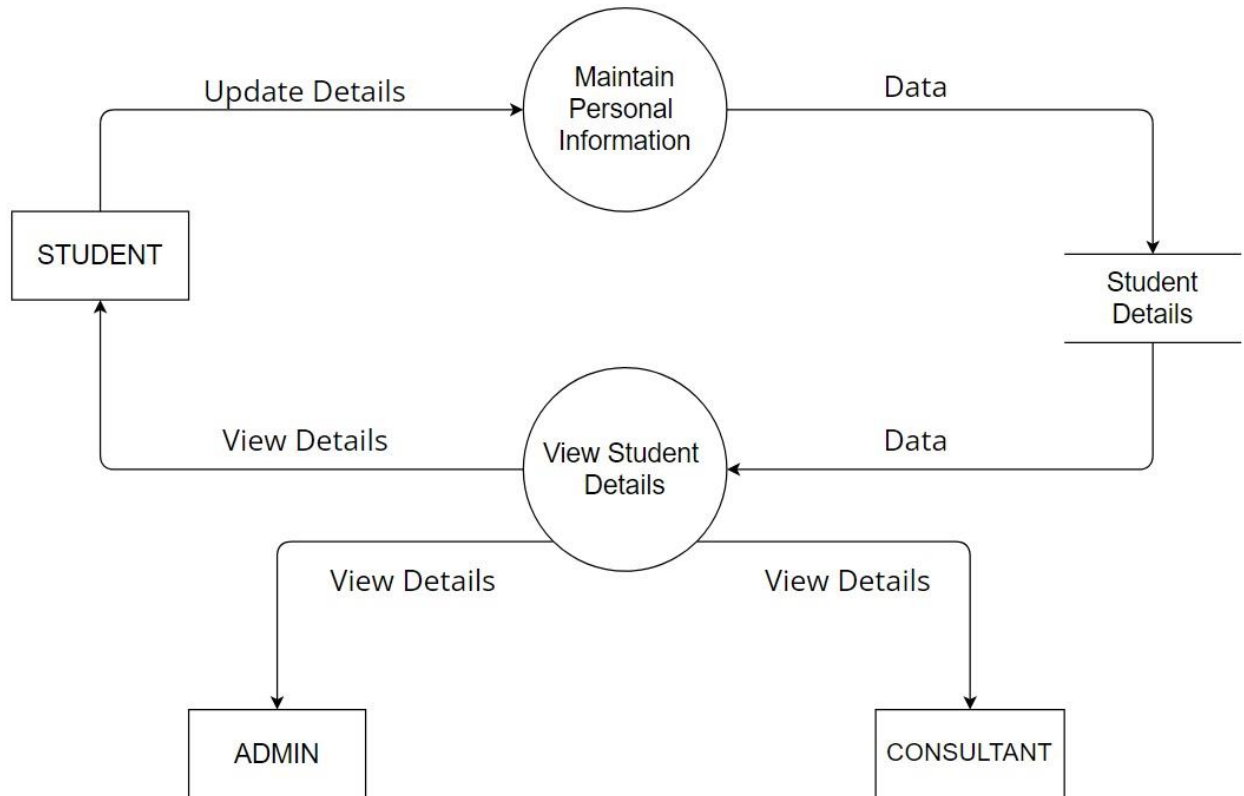 Maintain
Personal
Information
Update Details
Data
STUDENT
Student
Details
View Details
View Student
Details
Data
View Details
View Details
ADMIN
CONSULTANT